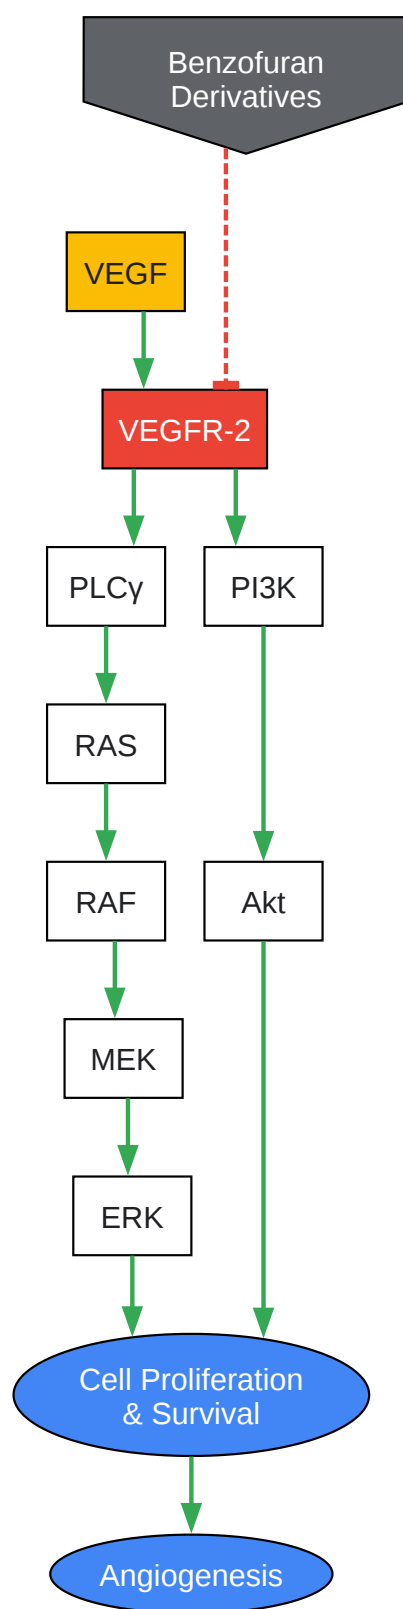 Benzofuran
Derivatives
VEGF
VEGFR-2
PLCγ
PI3K
RAS
RAF
Akt
MEK
ERK
Cell Proliferation
& Survival
Angiogenesis